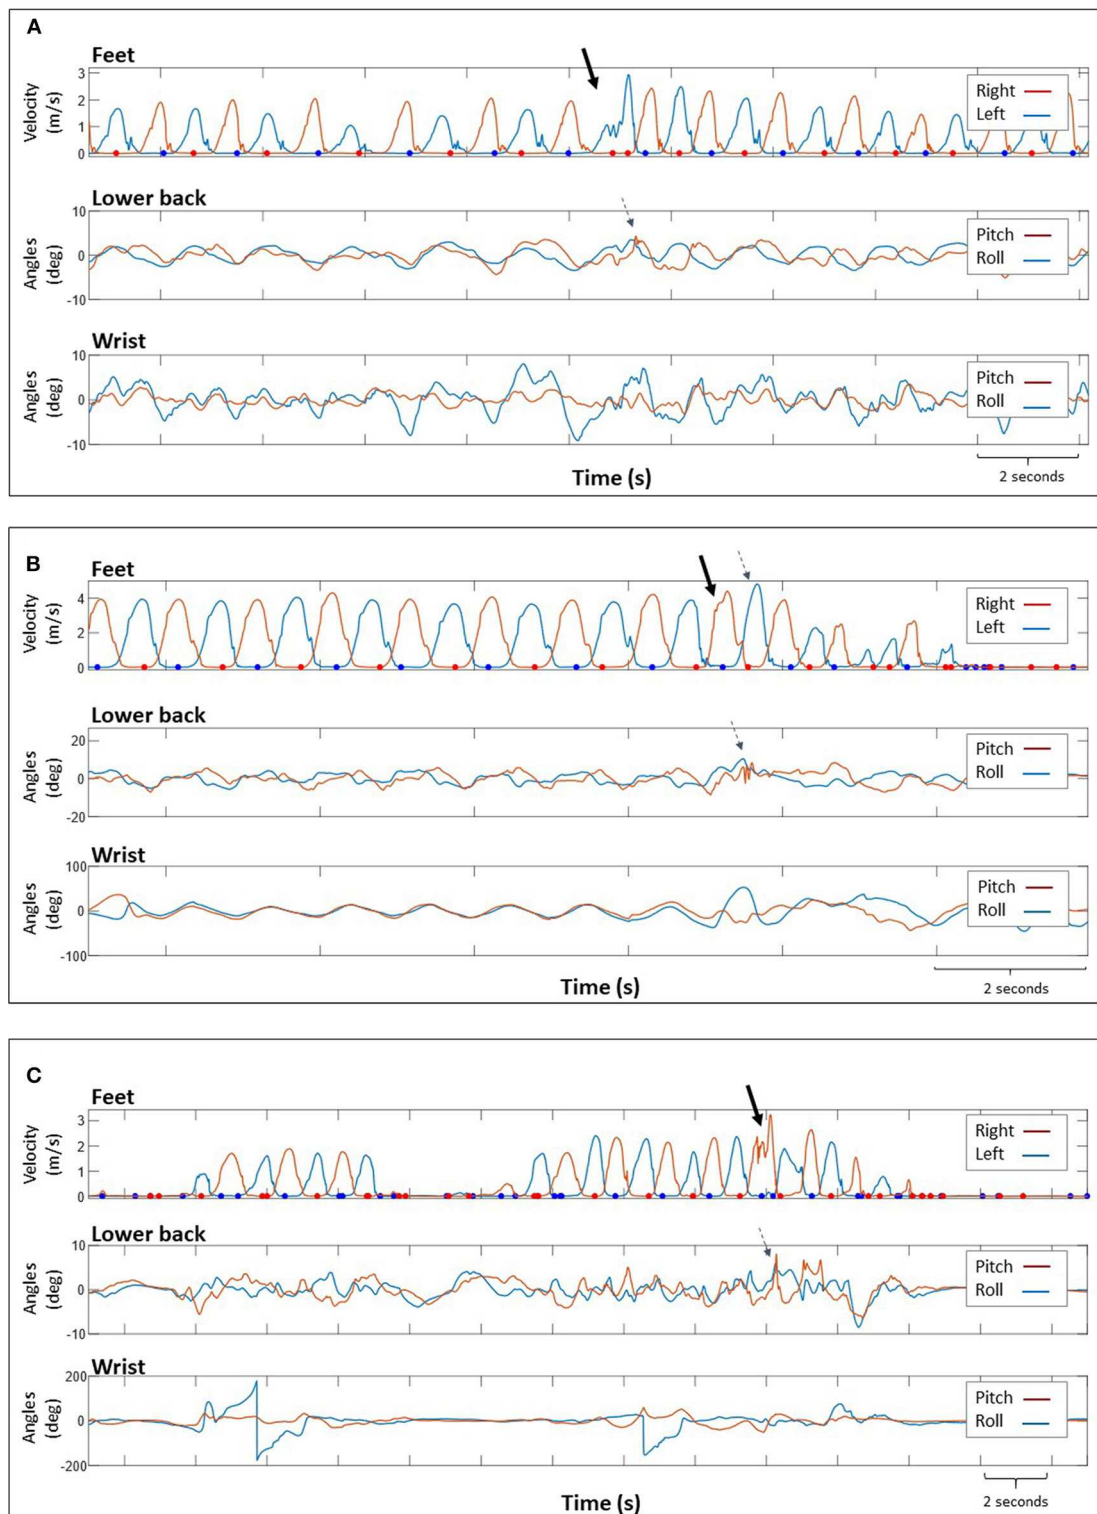 A
Feet
Velocity
(m/s)
3
2
1
0
Right
Left
Lower back
Angles
(deg)
10
0
-10
Pitch
Roll
Wrist
Angles
(deg)
10
0
-10
Pitch
Roll
Time (s)
2 seconds
B
Feet
Velocity
(m/s)
4
2
0
Right
Left
Lower back
Angles
(deg)
20
0
-20
Pitch
Roll
Wrist
Angles
(deg)
100
0
-100
Pitch
Roll
Time (s)
2 seconds
C
Feet
Velocity
(m/s)
3
2
1
0
Right
Left
Lower back
Angles
(deg)
10
0
-10
Pitch
Roll
Wrist
Angles
(deg)
200
0
-200
Pitch
Roll
Time (s)
2 seconds